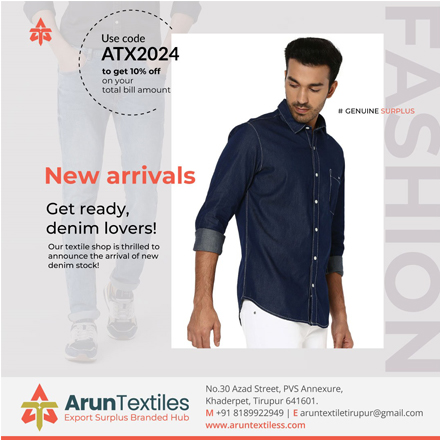 Use code
ATX2024
to get 10% off
on your
total bill amount
# GENUINE SURPLUS
FASHION
New arrivals
Get ready,
denim lovers!
Our textile shop is thrilled to
announce the arrival of new
denim stock!
ArunTextiles
Export Surplus Branded Hub
No.30 Azad Street, PVS Annexure,
Khaderpet, Tirupur 641601.
M +91 8189922949 | E aruntextiletirupur@gmail.com
www.aruntextiless.com